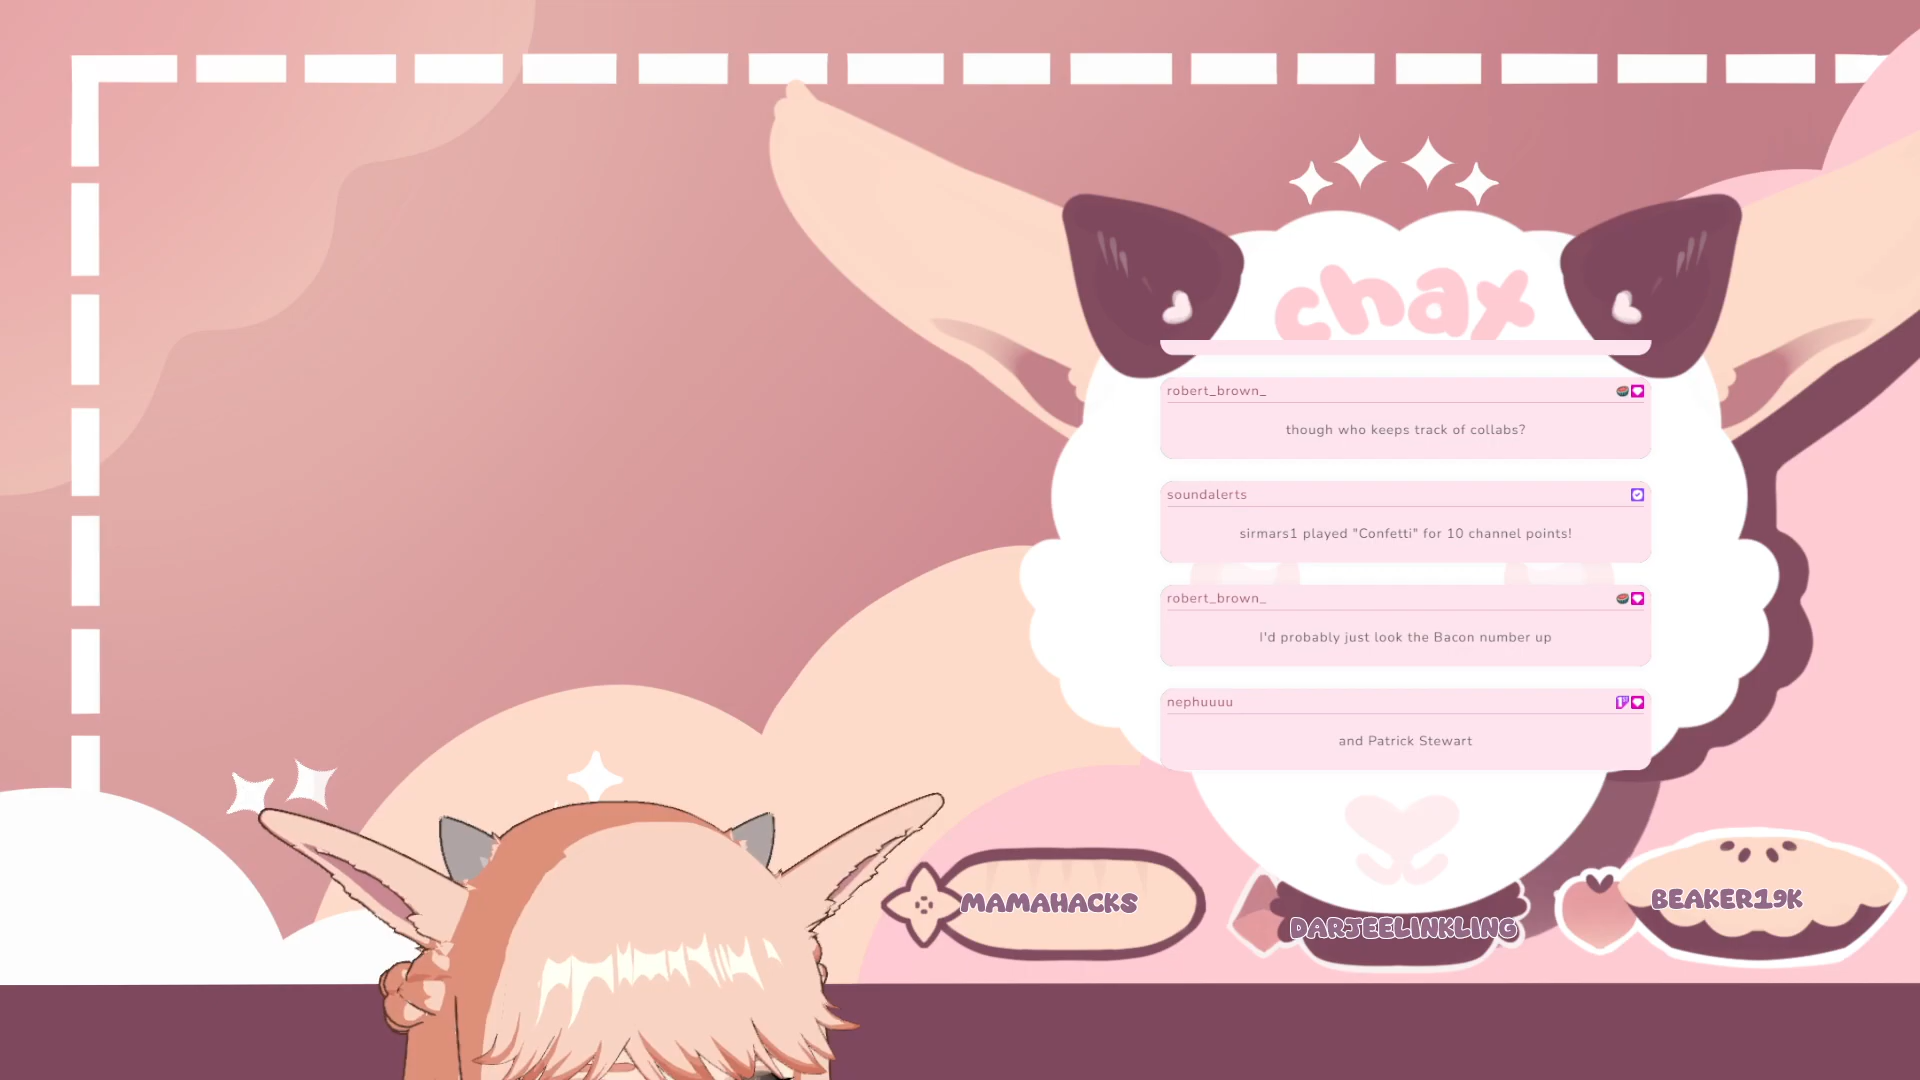 chax
robert_brown_
though who keeps track of collabs?
soundalerts
sirmars1 played "Confetti" for 10 channel points!
robert_brown_
I'd probably just look the Bacon number up
nephuuuu
and Patrick Stewart
MAMAHACKS
DARJEELINKLING
BEAKER19K